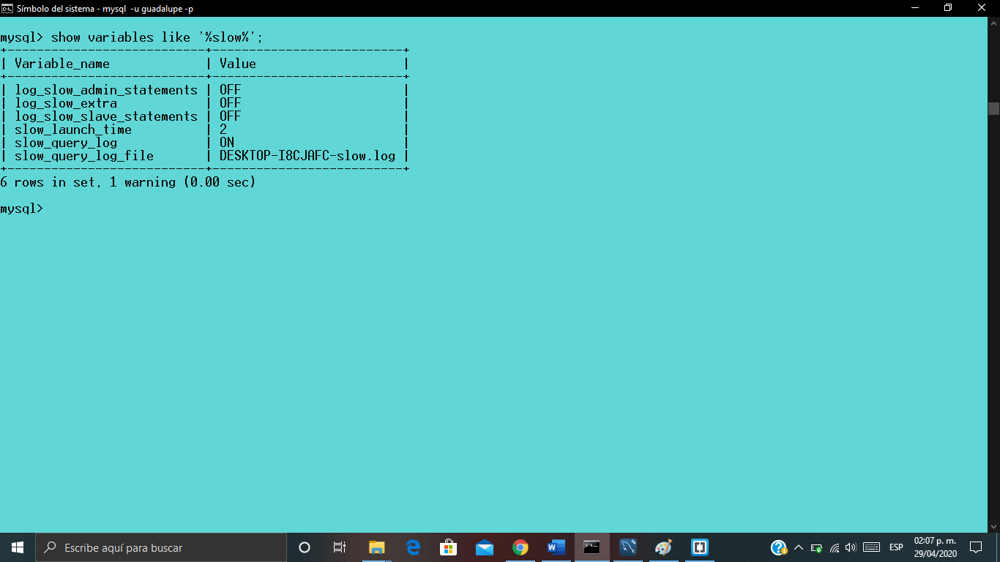 Símbolo del sistema - mysql  -u guadalupe -p
mysql> show variables like '%slow%';
+---------------------------+--------------------------+
| Variable_name             | Value                    |
+---------------------------+--------------------------+
| log_slow_admin_statements | OFF                      |
| log_slow_extra            | OFF                      |
| log_slow_slave_statements | OFF                      |
| slow_launch_time          | 2                        |
| slow_query_log            | ON                       |
| slow_query_log_file       | DESKTOP-I8CJAFC-slow.log |
+---------------------------+--------------------------+
6 rows in set, 1 warning (0.00 sec)
mysql>
Escribe aquí para buscar
ESP
02:07 p. m.
29/04/2020